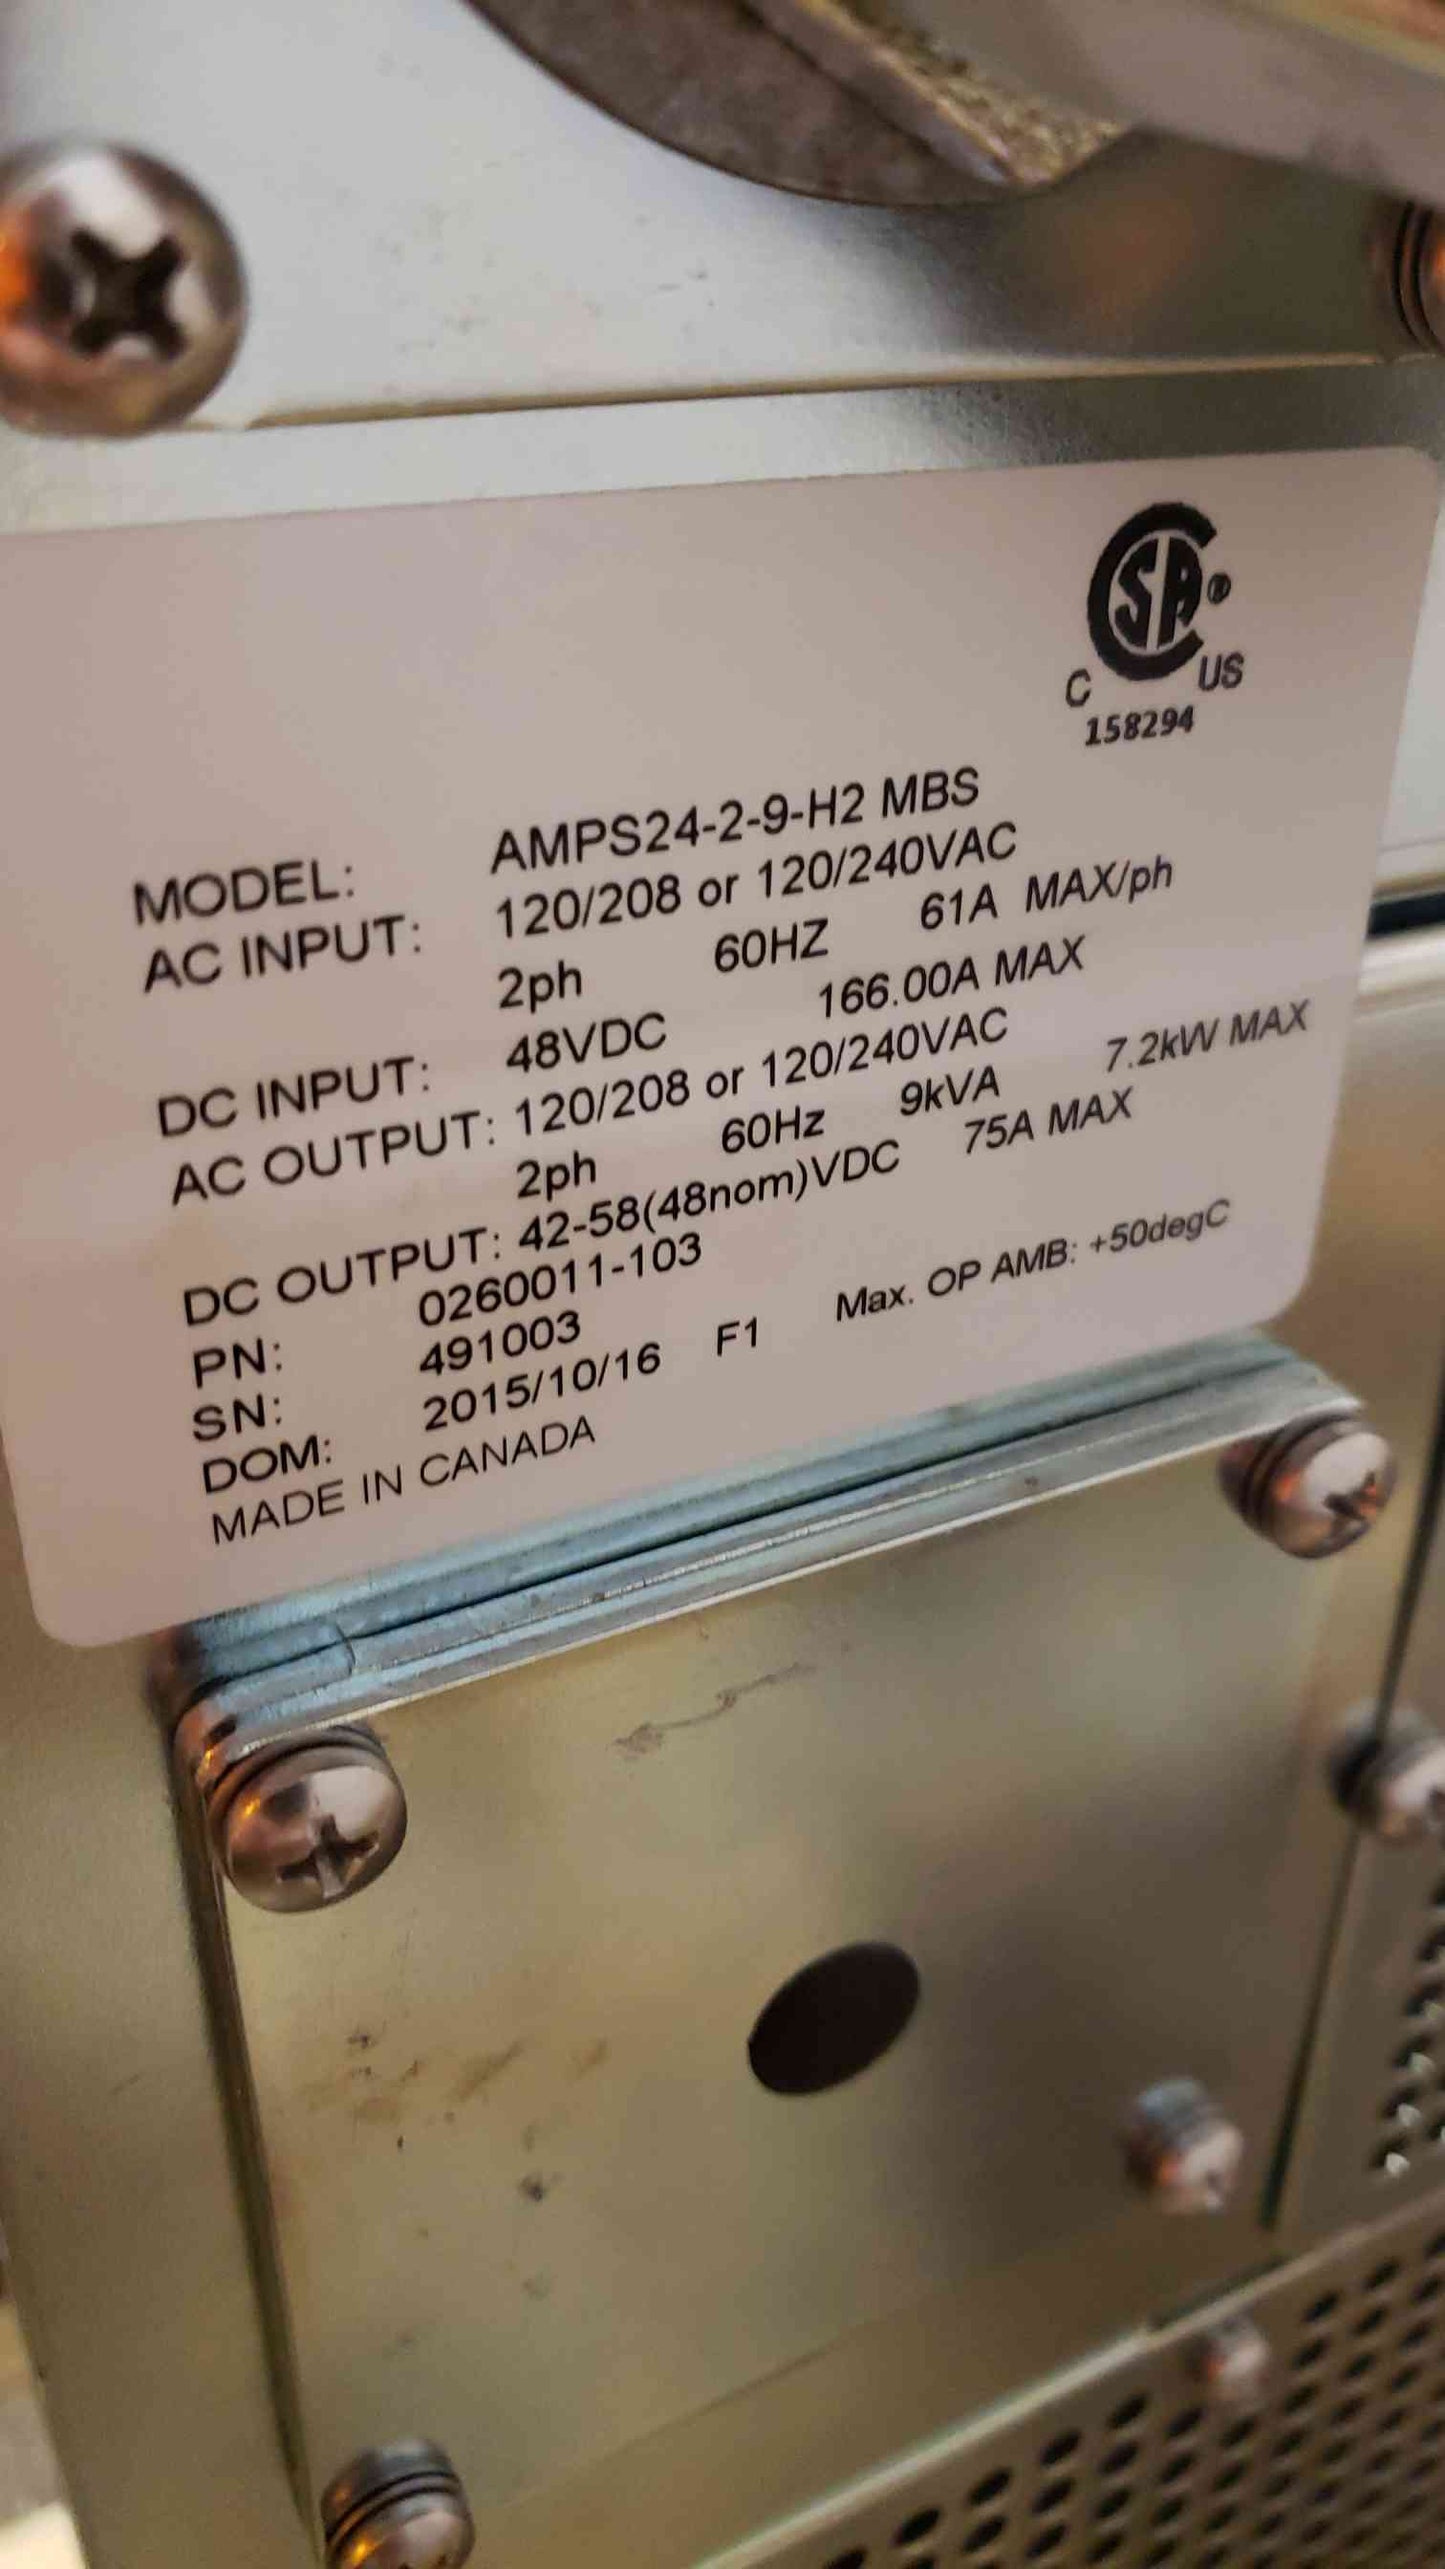 CSA®
C US
158294
MODEL: AMPS24-2-9-H2 MBS
AC INPUT: 120/208 or 120/240VAC
2ph 60HZ 61A MAX/ph
DC INPUT: 48VDC 166.00A MAX
AC OUTPUT: 120/208 or 120/240VAC
2ph 60Hz 9kVA 7.2kW MAX
DC OUTPUT: 42-58(48nom)VDC 75A MAX
PN: 0260011-103
SN: 491003
DOM: 2015/10/16 F1 Max. OP AMB: +50degC
MADE IN CANADA